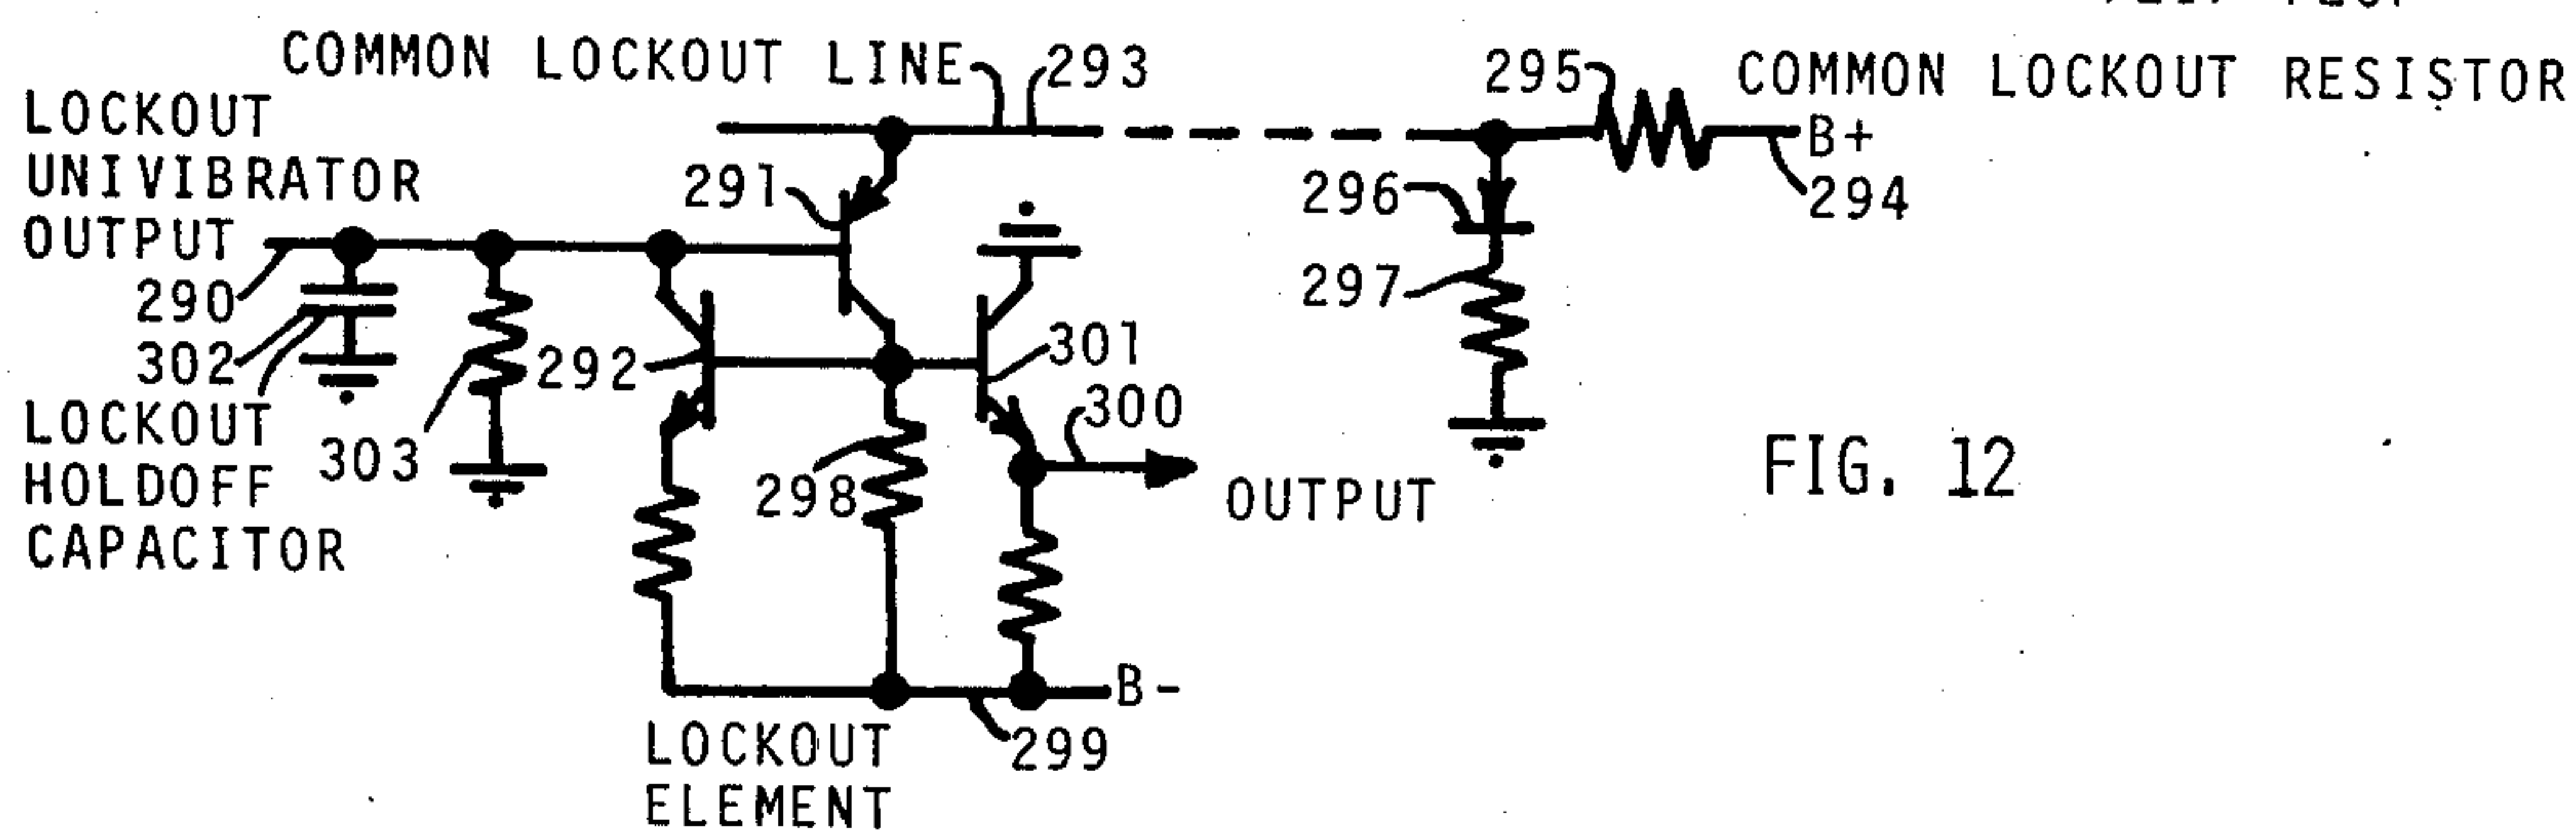 COMMON LOCKOUT LINE
293
295
COMMON LOCKOUT RESISTOR
LOCKOUT
UNIVIBRATOR
OUTPUT
290
291
B+
294
296
297
302
292
301
300
LOCKOUT
HOLDOFF
CAPACITOR
303
298
OUTPUT
FIG. 12
B-
299
LOCKOUT
ELEMENT